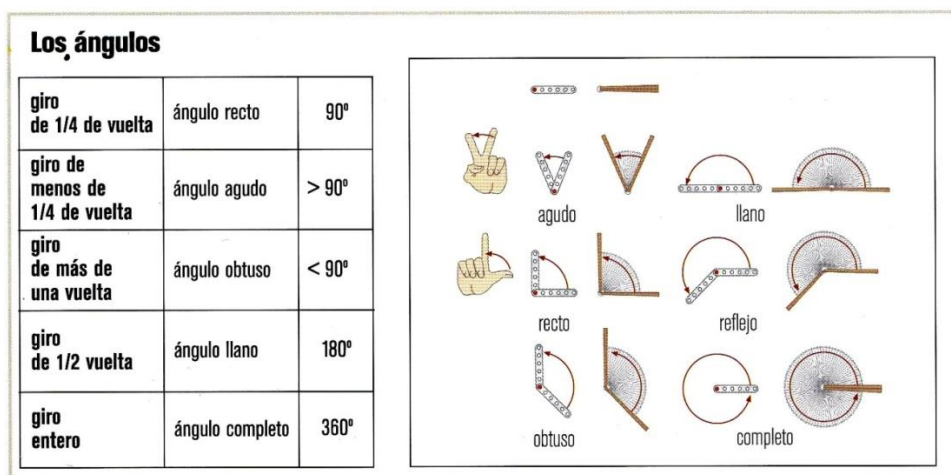 Los ángulos
giro
de 1/4 de vuelta
ángulo recto
90º
giro de
menos de
1/4 de vuelta
ángulo agudo
> 90º
giro
de más de
una vuelta
ángulo obtuso
< 90º
giro
de 1/2 vuelta
ángulo llano
180º
giro
entero
ángulo completo
360º
agudo
llano
recto
reflejo
obtuso
completo